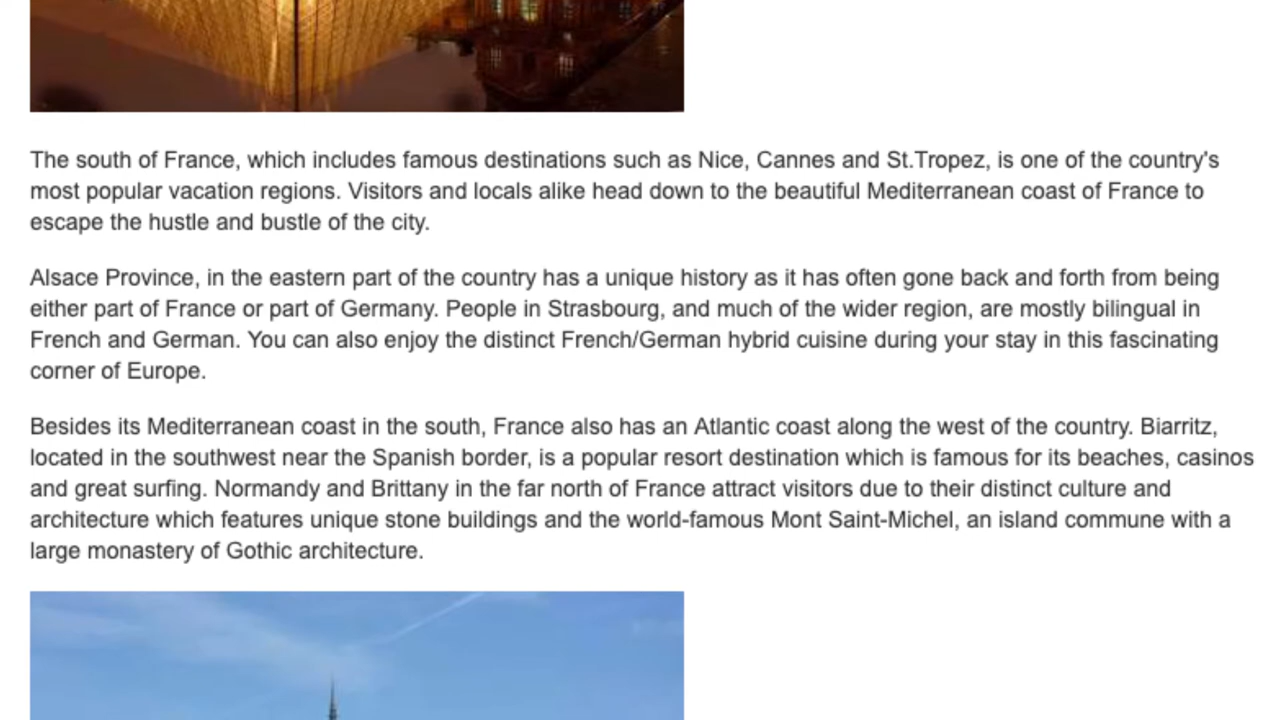 The south of France, which includes famous destinations such as Nice, Cannes and St.Tropez, is one of the country's
most popular vacation regions. Visitors and locals alike head down to the beautiful Mediterranean coast of France to
escape the hustle and bustle of the city.
Alsace Province, in the eastern part of the country has a unique history as it has often gone back and forth from being
either part of France or part of Germany. People in Strasbourg, and much of the wider region, are mostly bilingual in
French and German. You can also enjoy the distinct French/German hybrid cuisine during your stay in this fascinating
corner of Europe.
Besides its Mediterranean coast in the south, France also has an Atlantic coast along the west of the country. Biarritz,
located in the southwest near the Spanish border, is a popular resort destination which is famous for its beaches, casinos
and great surfing. Normandy and Brittany in the far north of France attract visitors due to their distinct culture and
architecture which features unique stone buildings and the world-famous Mont Saint-Michel, an island commune with a
large monastery of Gothic architecture.